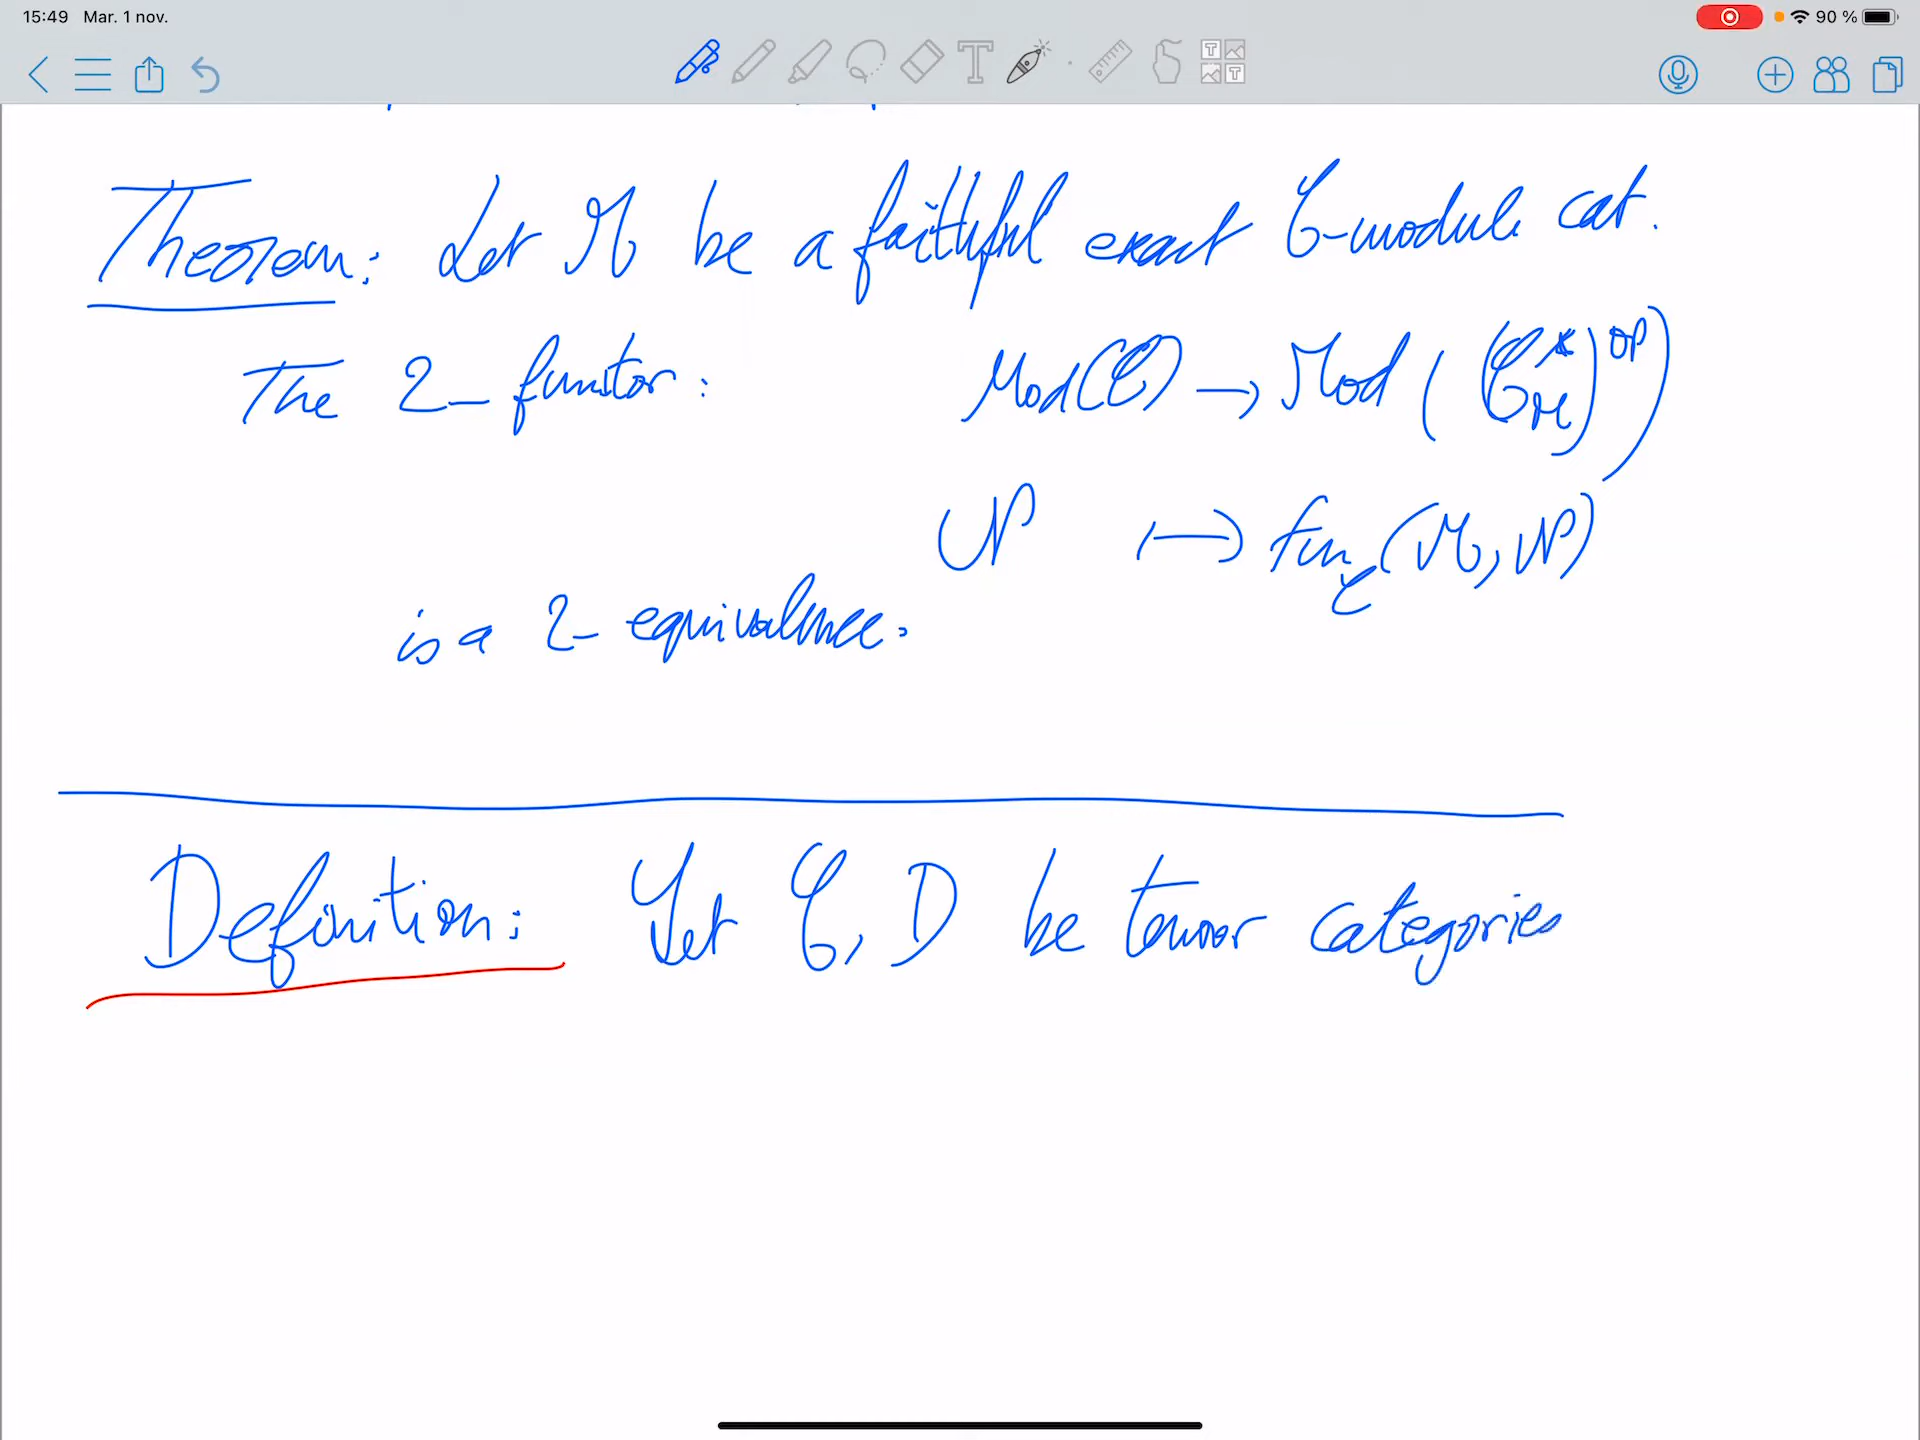 15:49 Mar. 1 nov. 90 %
Theorem: Let M be a faithful exact C-module cat.
The 2-functor: Mod(C) → Mod((C*_M)^op)
N ↦ Fun_C(M, N)
is a 2-equivalence.
Definition: Let C, D be tensor categories